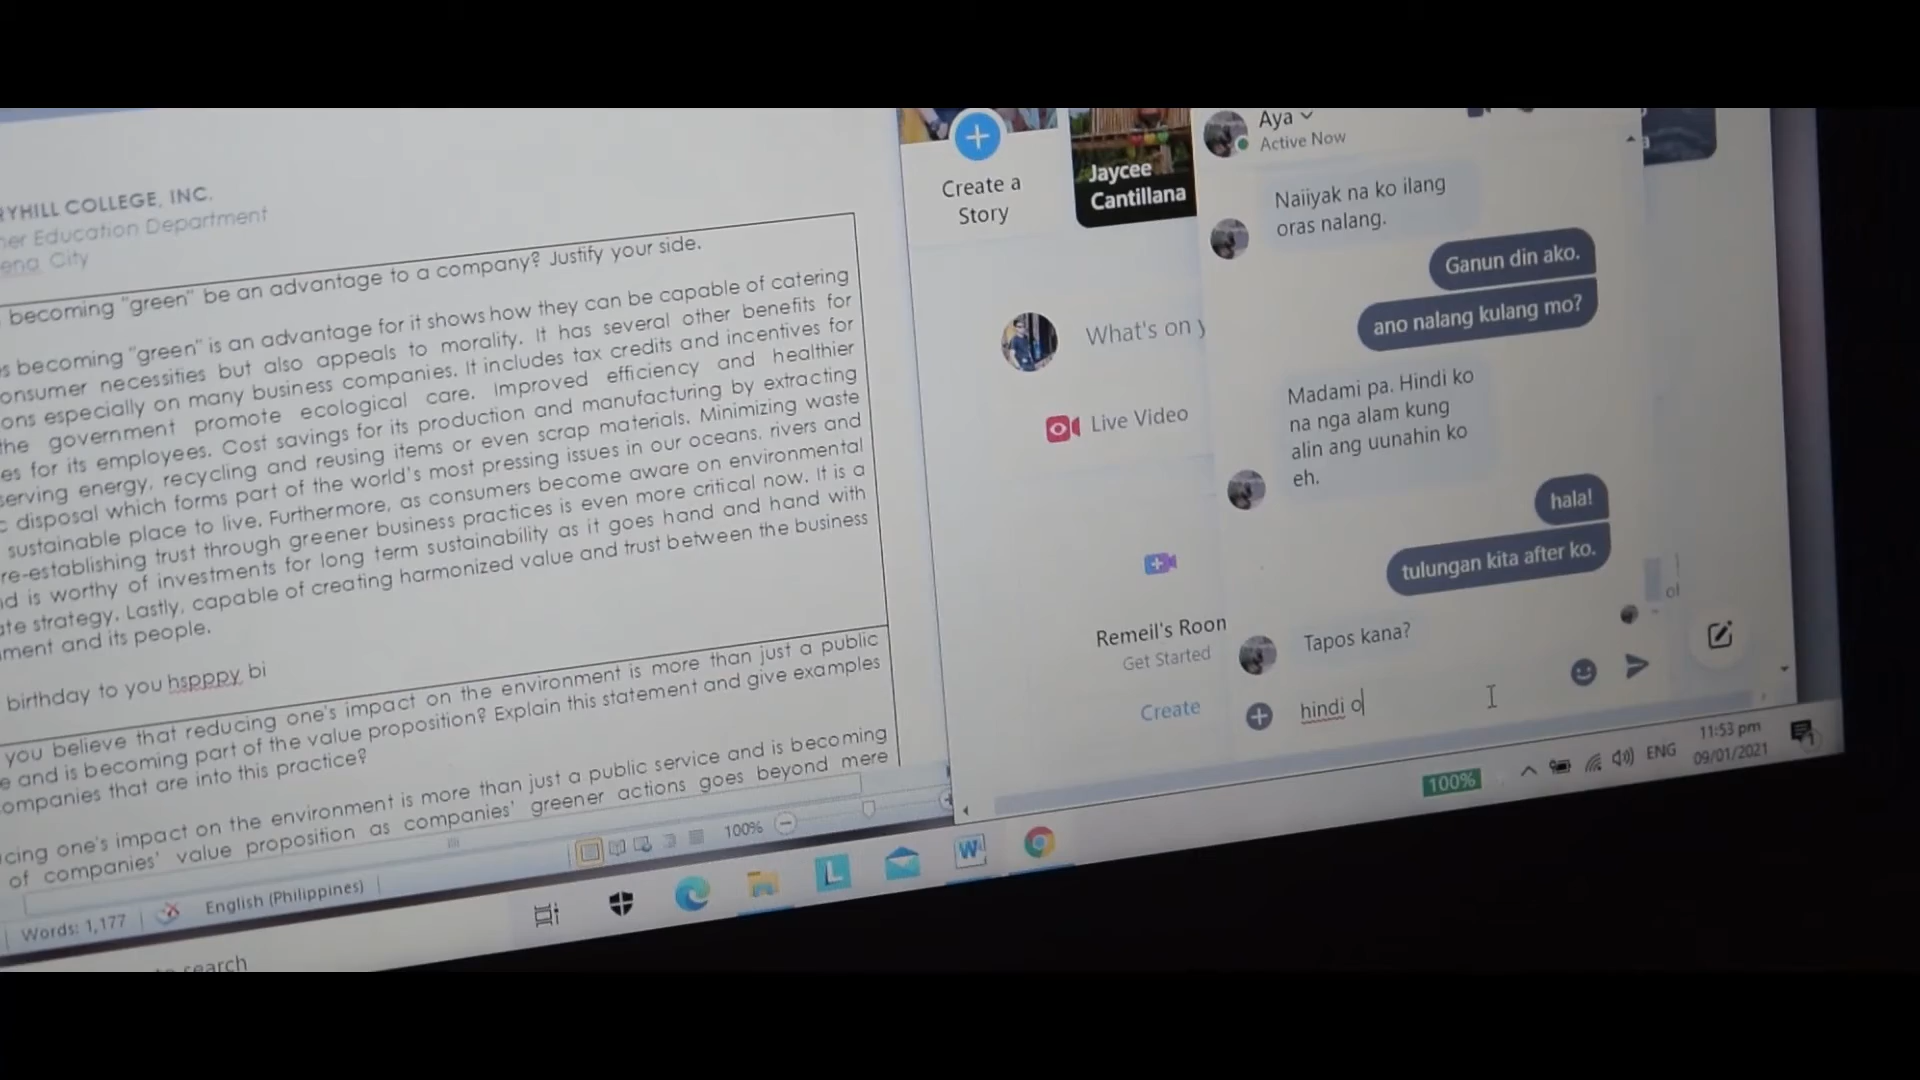 RYHILL COLLEGE, INC.
her Education Department
ena City
becoming "green" be an advantage to a company? Justify your side.
s becoming "green" is an advantage for it shows how they can be capable of catering
onsumer necessities but also appeals to morality. It has several other benefits for
ons especially on many business companies. It includes tax credits and incentives for
the government promote ecological care. Improved efficiency and healthier
es for its employees. Cost savings for its production and manufacturing by extracting
serving energy, recycling and reusing items or even scrap materials. Minimizing waste
c disposal which forms part of the world's most pressing issues in our oceans, rivers and
sustainable place to live. Furthermore, as consumers become aware on environmental
re-establishing trust through greener business practices is even more critical now. It is a
nd is worthy of investments for long term sustainability as it goes hand and hand with
ate strategy. Lastly, capable of creating harmonized value and trust between the business
nment and its people.
birthday to you hspppy bi
you believe that reducing one's impact on the environment is more than just a public
e and is becoming part of the value proposition? Explain this statement and give examples
ompanies that are into this practice?
cing one's impact on the environment is more than just a public service and is becoming
of companies' value proposition as companies' greener actions goes beyond mere
100%
Words: 1,177
English (Philippines)
search
Create a
Story
Jaycee
Cantillana
What's on y
Live Video
Remeil's Roon
Get Started
Create
Aya
Active Now
Naiiyak na ko ilang
oras nalang.
Ganun din ako.
ano nalang kulang mo?
Madami pa. Hindi ko
na nga alam kung
alin ang uunahin ko
eh.
hala!
tulungan kita after ko.
Tapos kana?
hindi o
100%
ENG
11:53 pm
09/01/2021